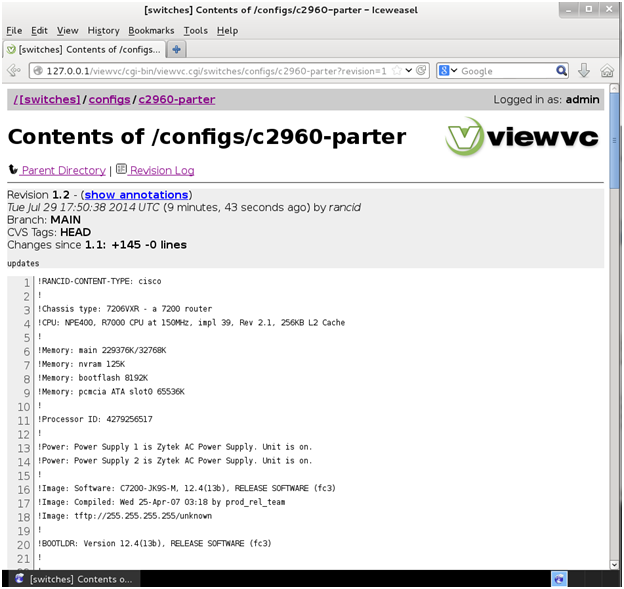 [switches] Contents of /configs/c2960-parter - Iceweasel
File Edit View History Bookmarks Tools Help
[switches] Contents of /configs...
127.0.0.1/viewvc/cgi-bin/viewvc.cgi/switches/configs/c2960-parter?revision=1
Google
/[switches]/configs/c2960-parter
Logged in as: admin
Contents of /configs/c2960-parter
viewvc
Parent Directory | Revision Log
Revision 1.2 - (show annotations)
Tue Jul 29 17:50:38 2014 UTC (9 minutes, 43 seconds ago) by rancid
Branch: MAIN
CVS Tags: HEAD
Changes since 1.1: +145 -0 lines
updates
1 !RANCID-CONTENT-TYPE: cisco
2 !
3 !Chassis type: 7206VXR - a 7200 router
4 !CPU: NPE400, R7000 CPU at 150MHz, impl 39, Rev 2.1, 256KB L2 Cache
5 !
6 !Memory: main 229376K/32768K
7 !Memory: nvram 125K
8 !Memory: bootflash 8192K
9 !Memory: pcmcia ATA slot0 65536K
10 !
11 !Processor ID: 4279256517
12 !
13 !Power: Power Supply 1 is Zytek AC Power Supply. Unit is on.
14 !Power: Power Supply 2 is Zytek AC Power Supply. Unit is on.
15 !
16 !Image: Software: C7200-JK9S-M, 12.4(13b), RELEASE SOFTWARE (fc3)
17 !Image: Compiled: Wed 25-Apr-07 03:18 by prod_rel_team
18 !Image: tftp://255.255.255.255/unknown
19 !
20 !BOOTLDR: Version 12.4(13b), RELEASE SOFTWARE (fc3)
21 !
[switches] Contents o...